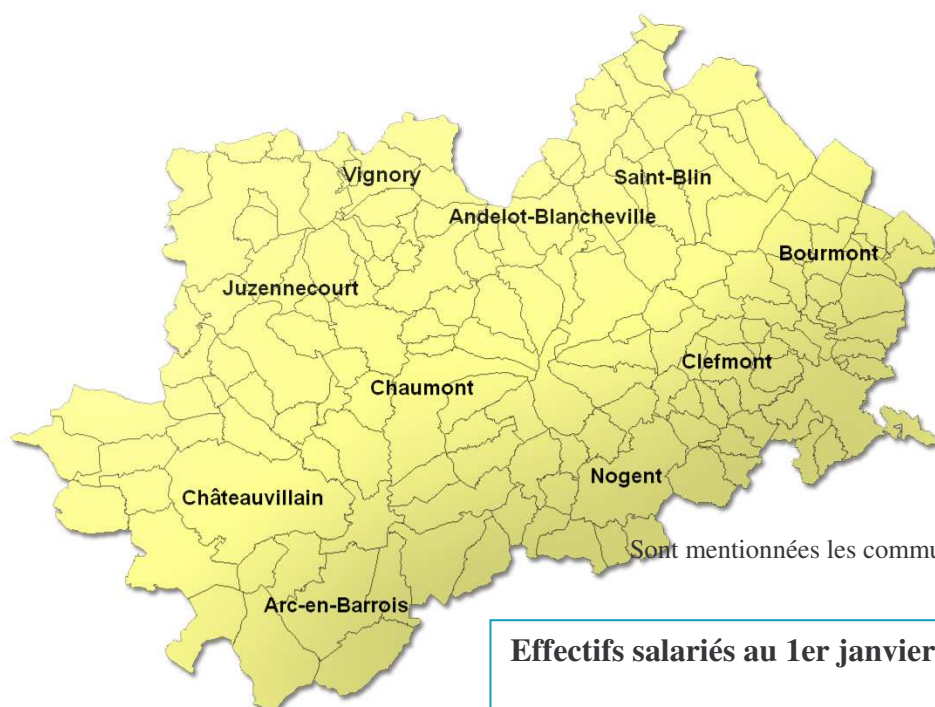 Vignory
Saint-Blin
Andelot-Blancheville
Bourmont
Juzennecourt
Clefmont
Chaumont
Nogent
Châteauvillain
Sont mentionnées les
Arc-en-Barrois
Effectifs salariés au 1er janvier